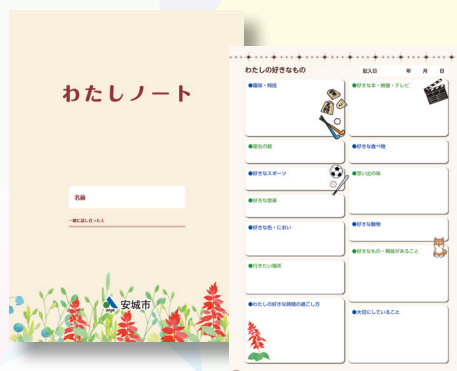 わたしノート
名前
一緒に話し合った人
安城市
わたしの好きなもの
記入日 年 月 日
●趣味・特技
●好きな本・映画・テレビ
●座右の銘
●好きな食べ物
●好きなスポーツ
●思い出の味
●好きな音楽
●好きな色・におい
●好きな動物
●好きなもの・興味があること
●行きたい場所
●わたしの好きな時間の過ごし方
●大切にしていること